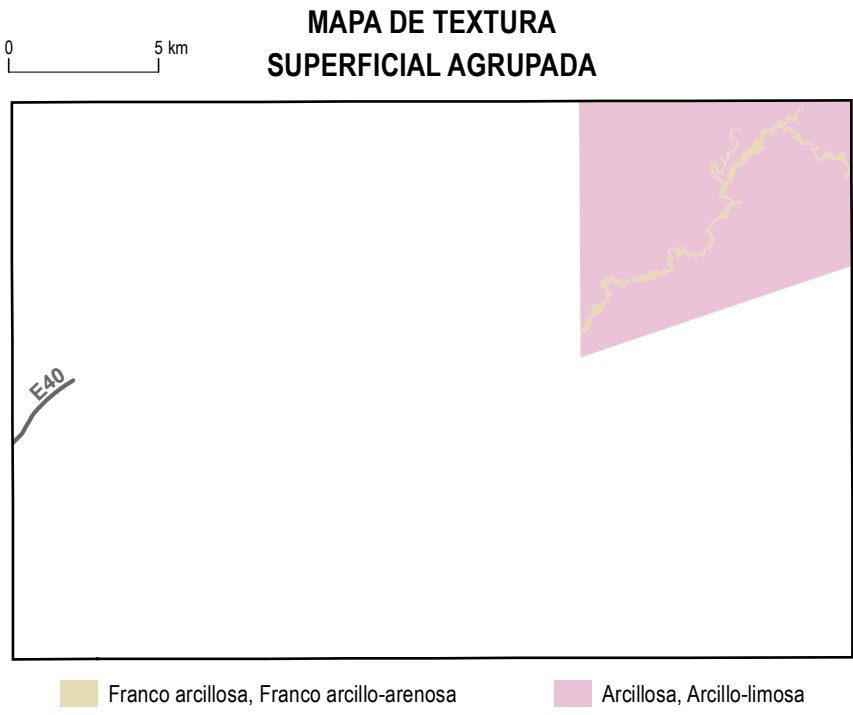 MAPA DE TEXTURA
SUPERFICIAL AGRUPADA
0 5 km
E40
Franco arcillosa, Franco arcillo-arenosa
Arcillosa, Arcillo-limosa